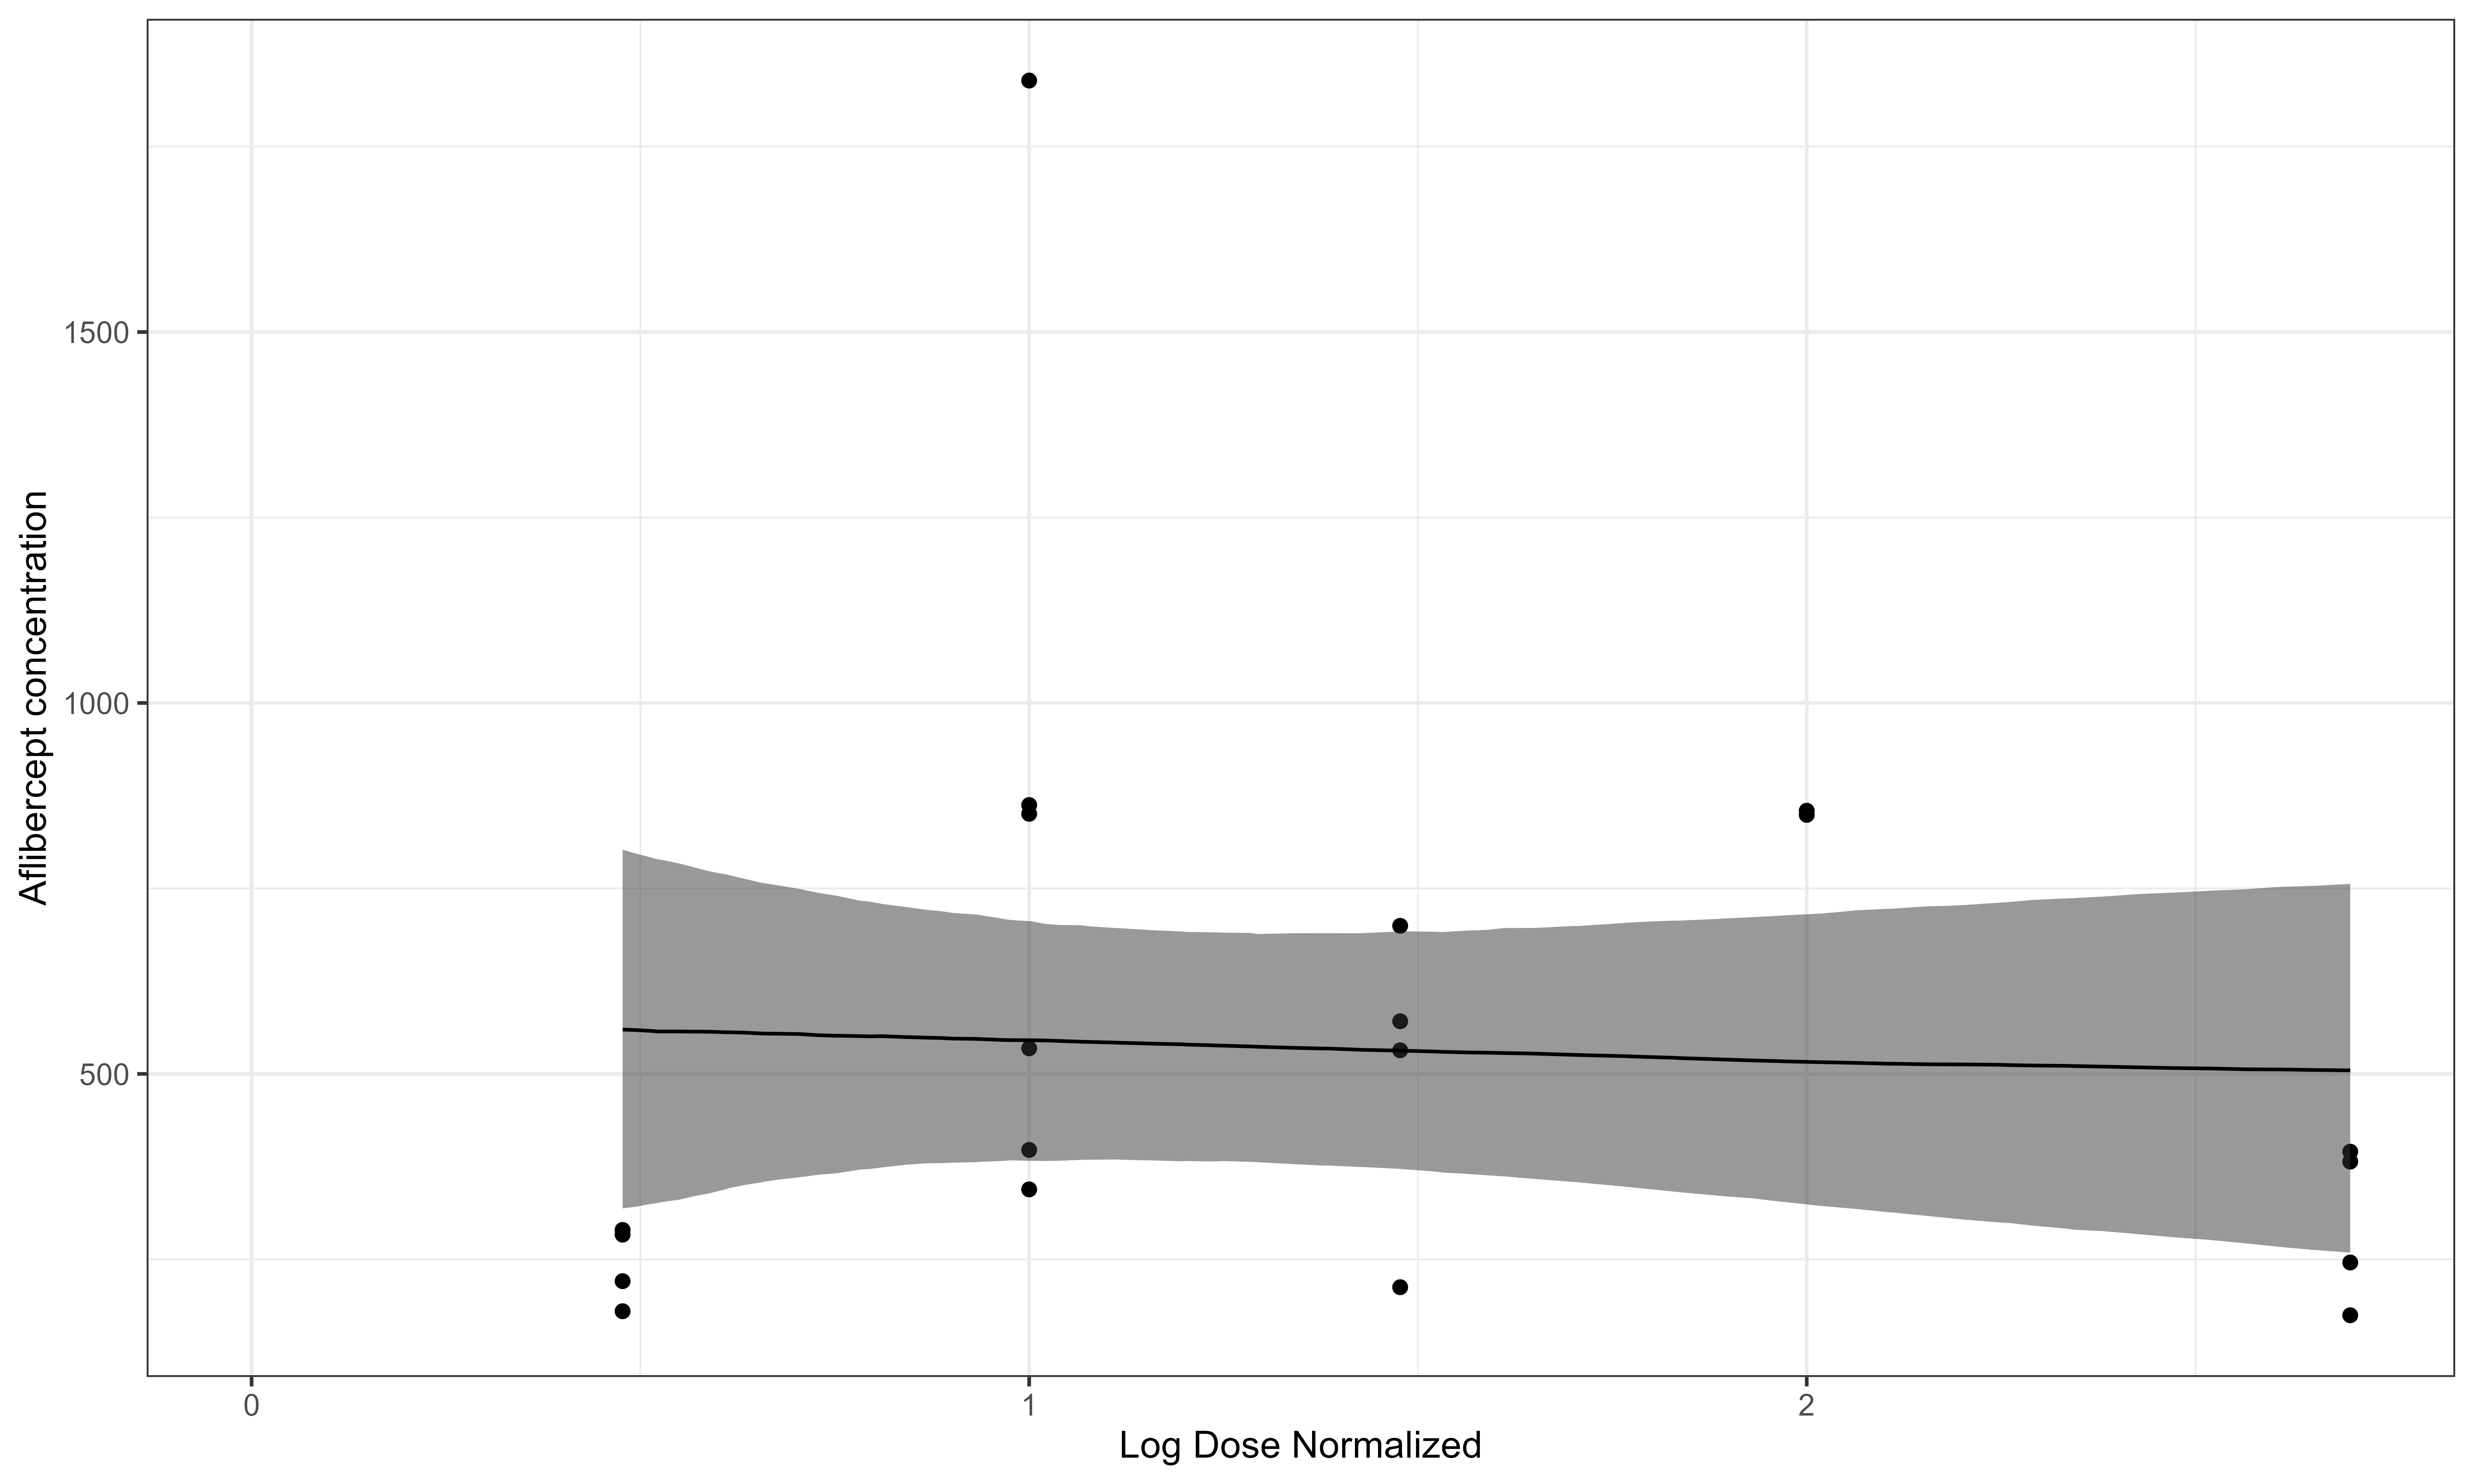 Aflibercept concentration
1500
1000
500
0 1 2
Log Dose Normalized